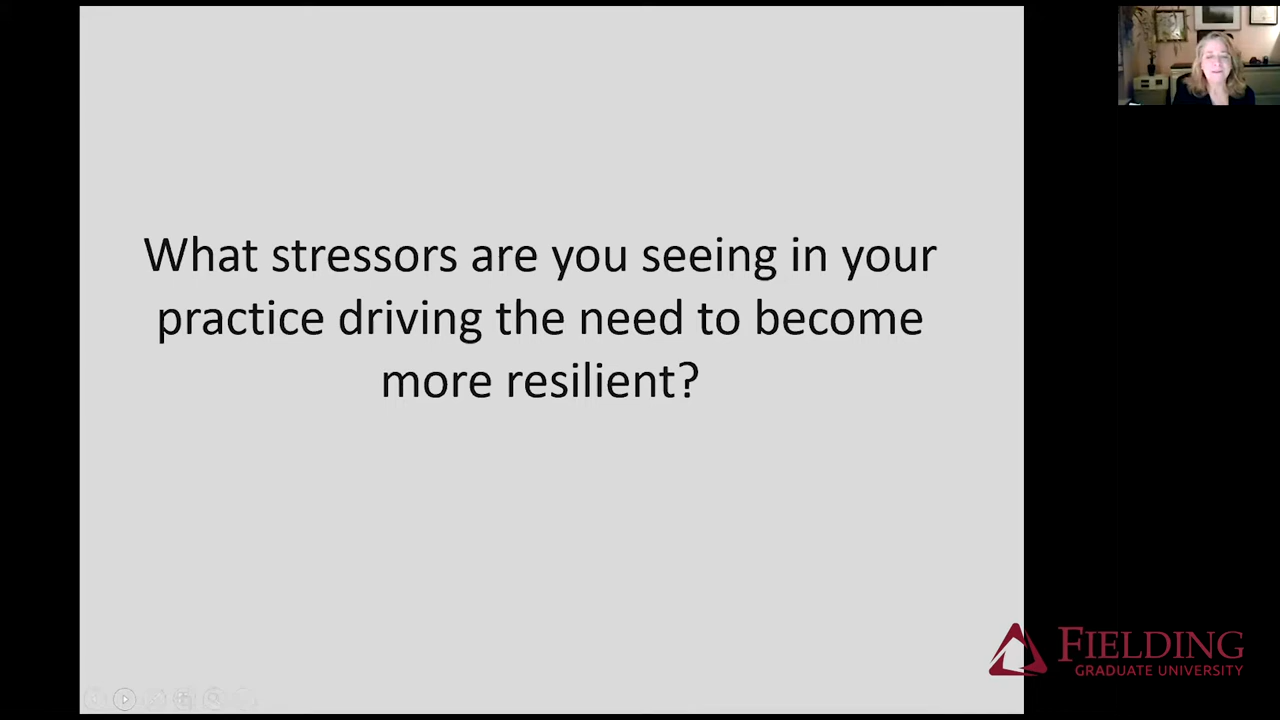 What stressors are you seeing in your
practice driving the need to become
more resilient?
FIELDING
GRADUATE UNIVERSITY